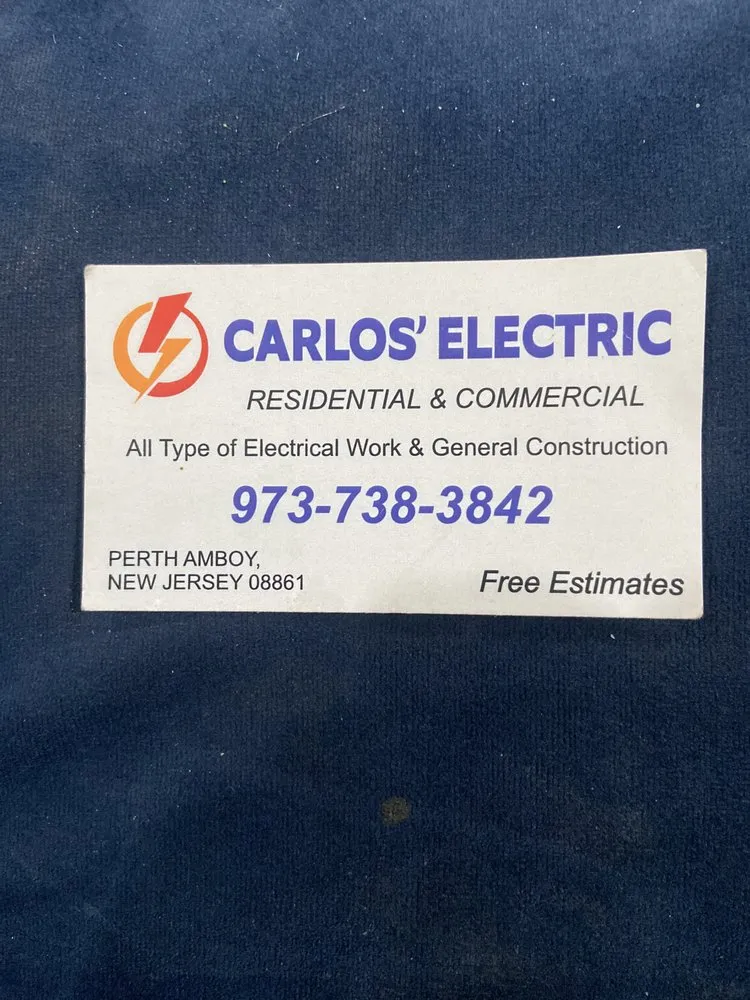 CARLOS' ELECTRIC
RESIDENTIAL & COMMERCIAL
All Type of Electrical Work & General Construction
973-738-3842
PERTH AMBOY,
NEW JERSEY 08861
Free Estimates